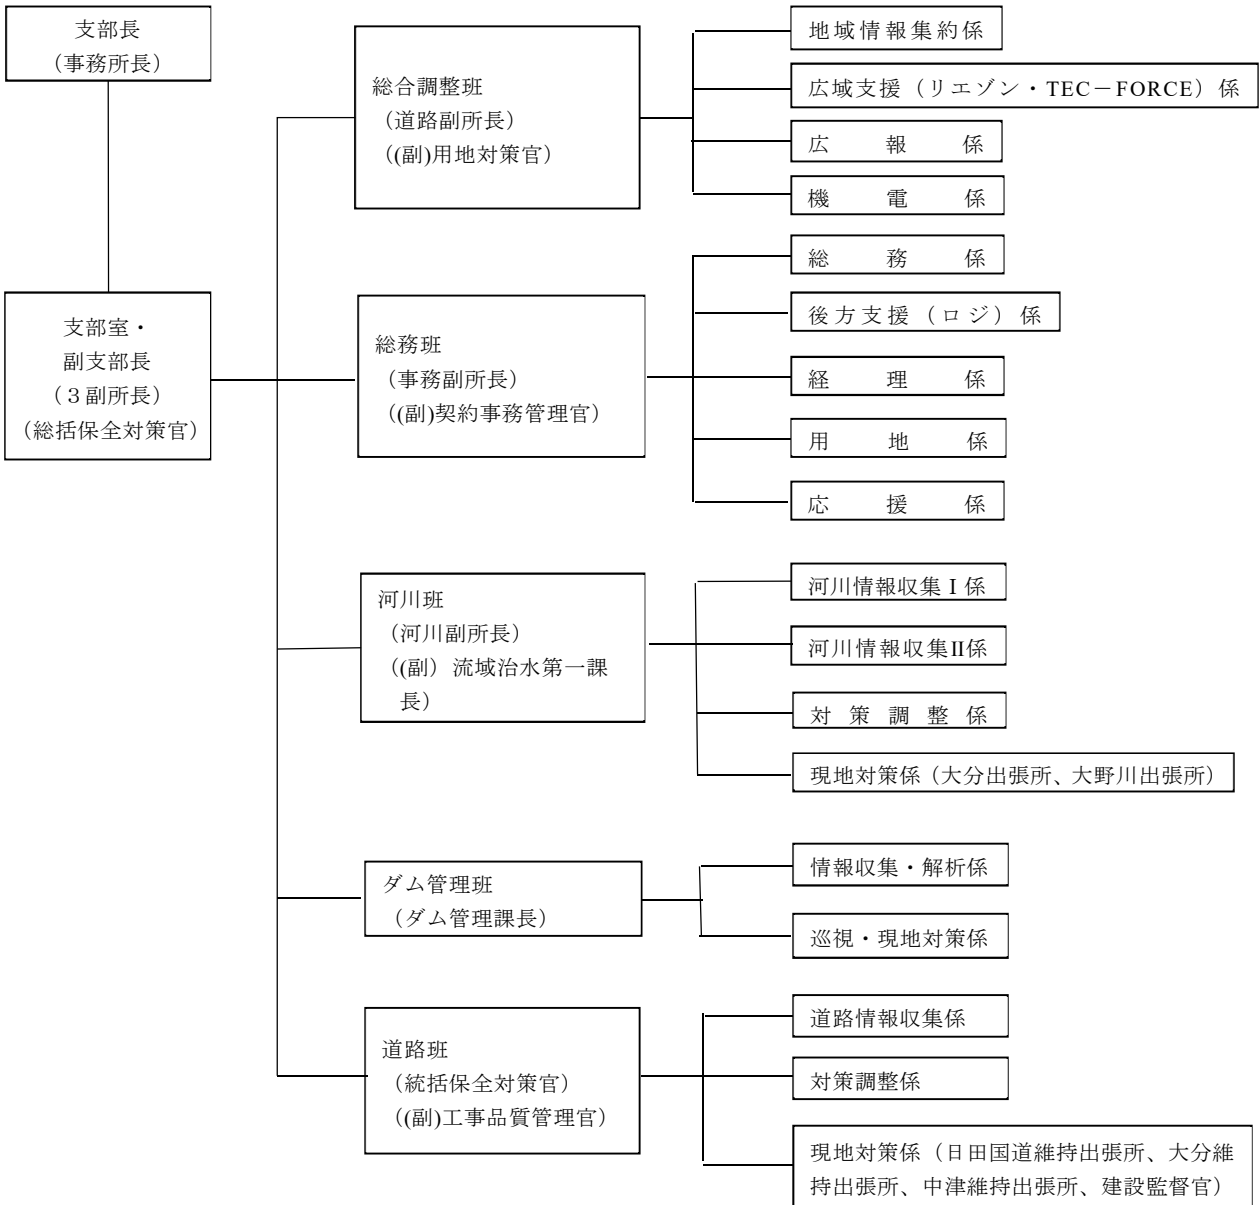 支部長
（事務所長）
支部室・
副支部長
（３副所長）
（総括保全対策官）
総合調整班
（道路副所長）
（(副)用地対策官）
地域情報集約係
広域支援（リエゾン・TEC－FORCE）係
広報係
機電係
総務班
（事務副所長）
（(副)契約事務管理官）
総務係
後方支援（ロジ）係
経理係
用地係
応援係
河川班
（河川副所長）
（(副）流域治水第一課
長）
河川情報収集Ⅰ係
河川情報収集Ⅱ係
対策調整係
現地対策係（大分出張所、大野川出張所）
ダム管理班
（ダム管理課長）
情報収集・解析係
巡視・現地対策係
道路班
（統括保全対策官）
（(副)工事品質管理官）
道路情報収集係
対策調整係
現地対策係（日田国道維持出張所、大分維
持出張所、中津維持出張所、建設監督官）